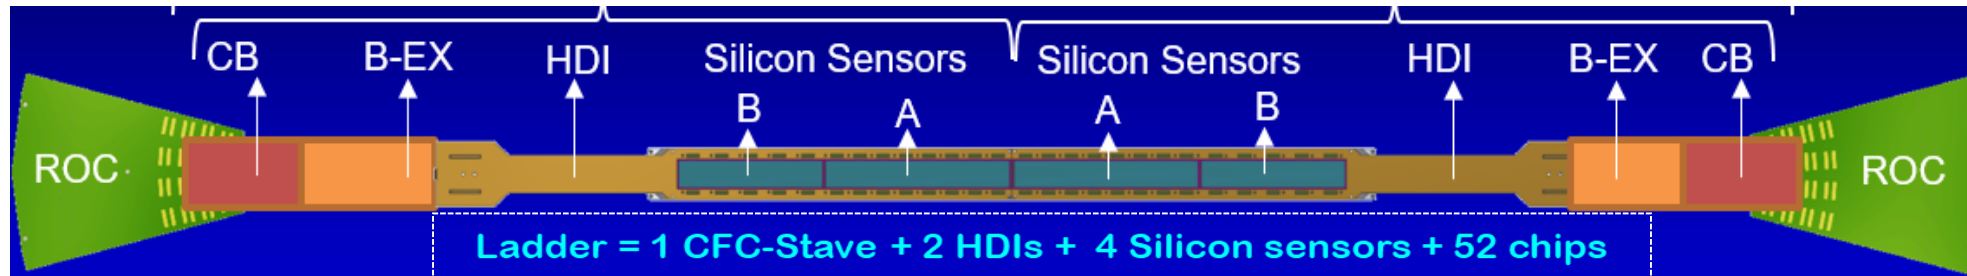 CB B-EX HDI Silicon Sensors Silicon Sensors HDI B-EX CB
B A A B
ROC ROC
Ladder = 1 CFC-Stave + 2 HDIs + 4 Silicon sensors + 52 chips